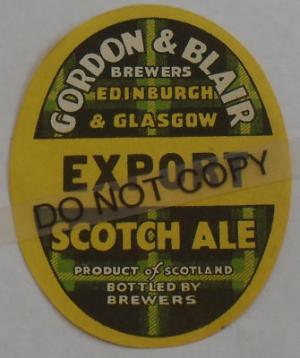 GORDON & BLAIR
BREWERS
EDINBURGH
& GLASGOW
EXPORT
DO NOT COPY
SCOTCH ALE
PRODUCT of SCOTLAND
BOTTLED BY
BREWERS